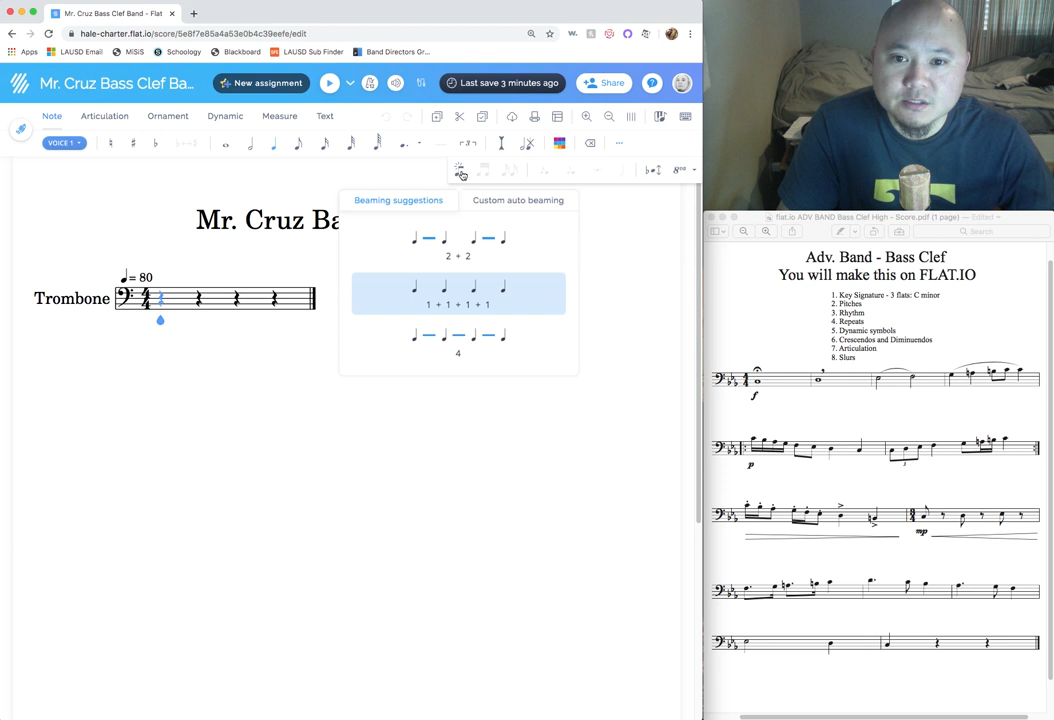 Mr. Cruz Bass Clef Band - Flat
hale-charter.flat.io/score/5e8f7e85a4a53e0b4c39eefe/edit
Apps
LAUSD Email
MiSiS
Schoology
Blackboard
LAUSD Sub Finder
Band Directors Gr...
Mr. Cruz Bass Clef Ba...
New assignment
Last save 3 minutes ago
Share
Note
Articulation
Ornament
Dynamic
Measure
Text
VOICE 1
Beaming suggestions
Custom auto beaming
2 + 2
1 + 1 + 1 + 1
4
Mr. Cruz Ba
= 80
Trombone
flat.io ADV BAND Bass Clef High - Score.pdf (1 page) — Edited
Search
Adv. Band - Bass Clef
You will make this on FLAT.IO
1. Key Signature - 3 flats: C minor
2. Pitches
3. Rhythm
4. Repeats
5. Dynamic symbols
6. Crescendos and Diminuendos
7. Articulation
8. Slurs
f
p
3
mp